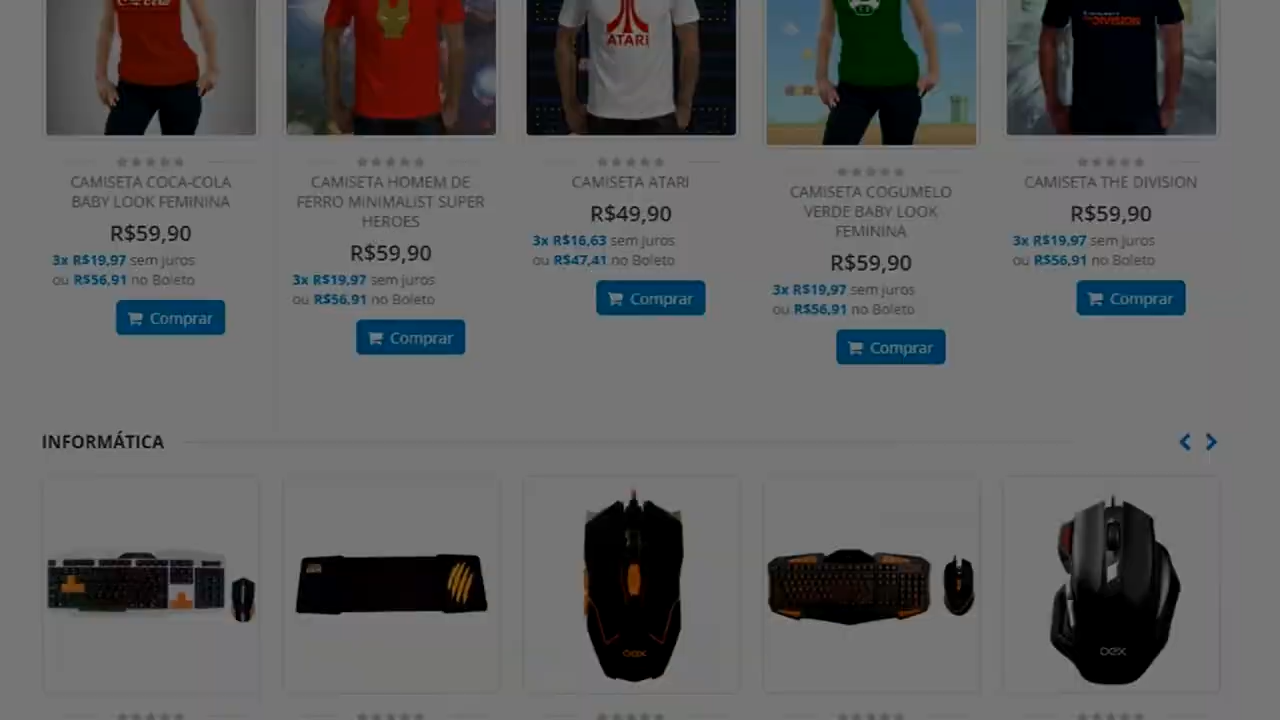 Coca-Cola
ATARI
THE DIVISION
CAMISETA COCA-COLA
BABY LOOK FEMININA
R$59,90
3x R$19,97 sem juros
ou R$56,91 no Boleto
Comprar
CAMISETA HOMEM DE
FERRO MINIMALIST SUPER
HEROES
R$59,90
3x R$19,97 sem juros
ou R$56,91 no Boleto
Comprar
CAMISETA ATARI
R$49,90
3x R$16,63 sem juros
ou R$47,41 no Boleto
Comprar
CAMISETA COGUMELO
VERDE BABY LOOK
FEMININA
R$59,90
3x R$19,97 sem juros
ou R$56,91 no Boleto
Comprar
CAMISETA THE DIVISION
R$59,90
3x R$19,97 sem juros
ou R$56,91 no Boleto
Comprar
INFORMÁTICA
OEX
OEX